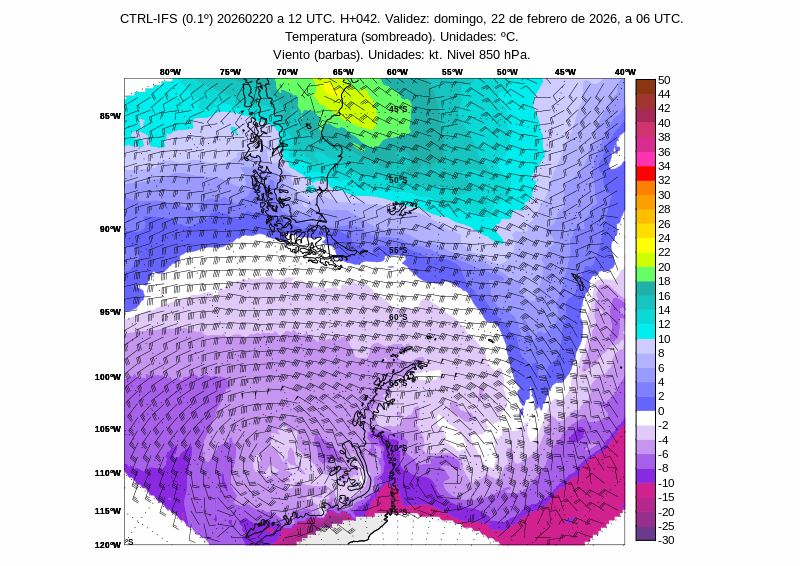 CTRL-IFS (0.1º) 20260220 a 12 UTC. H+042. Validez: domingo, 22 de febrero de 2026, a 06 UTC.
Temperatura (sombreado). Unidades: ºC.
Viento (barbas). Unidades: kt. Nivel 850 hPa.
80°W 75°W 70°W 65°W 60°W 55°W 50°W 45°W 40°W
85°W
90°W
95°W
100°W
105°W
110°W
115°W
120°W
45°S
50°S
55°S
60°S
65°S
70°S
75°S
°S
50
44
42
40
38
36
34
32
30
28
26
24
22
20
18
16
14
12
10
8
6
4
2
0
-2
-4
-6
-8
-10
-15
-20
-25
-30